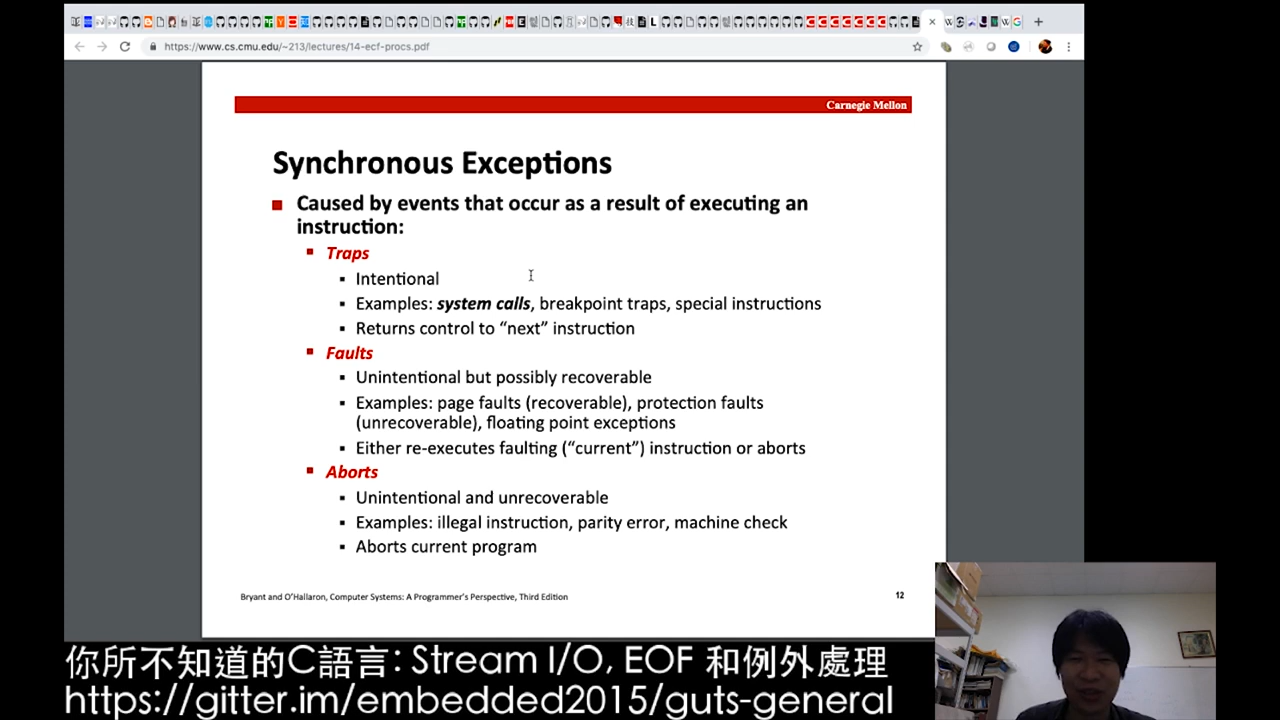 https://www.cs.cmu.edu/~213/lectures/14-ecf-procs.pdf
Carnegie Mellon
Synchronous Exceptions
Caused by events that occur as a result of executing an
instruction:
Traps
Intentional
Examples: system calls, breakpoint traps, special instructions
Returns control to “next” instruction
Faults
Unintentional but possibly recoverable
Examples: page faults (recoverable), protection faults
(unrecoverable), floating point exceptions
Either re-executes faulting (“current”) instruction or aborts
Aborts
Unintentional and unrecoverable
Examples: illegal instruction, parity error, machine check
Aborts current program
Bryant and O’Hallaron, Computer Systems: A Programmer’s Perspective, Third Edition
12
你所不知道的C語言: Stream I/O, EOF 和例外處理
https://gitter.im/embedded2015/guts-general